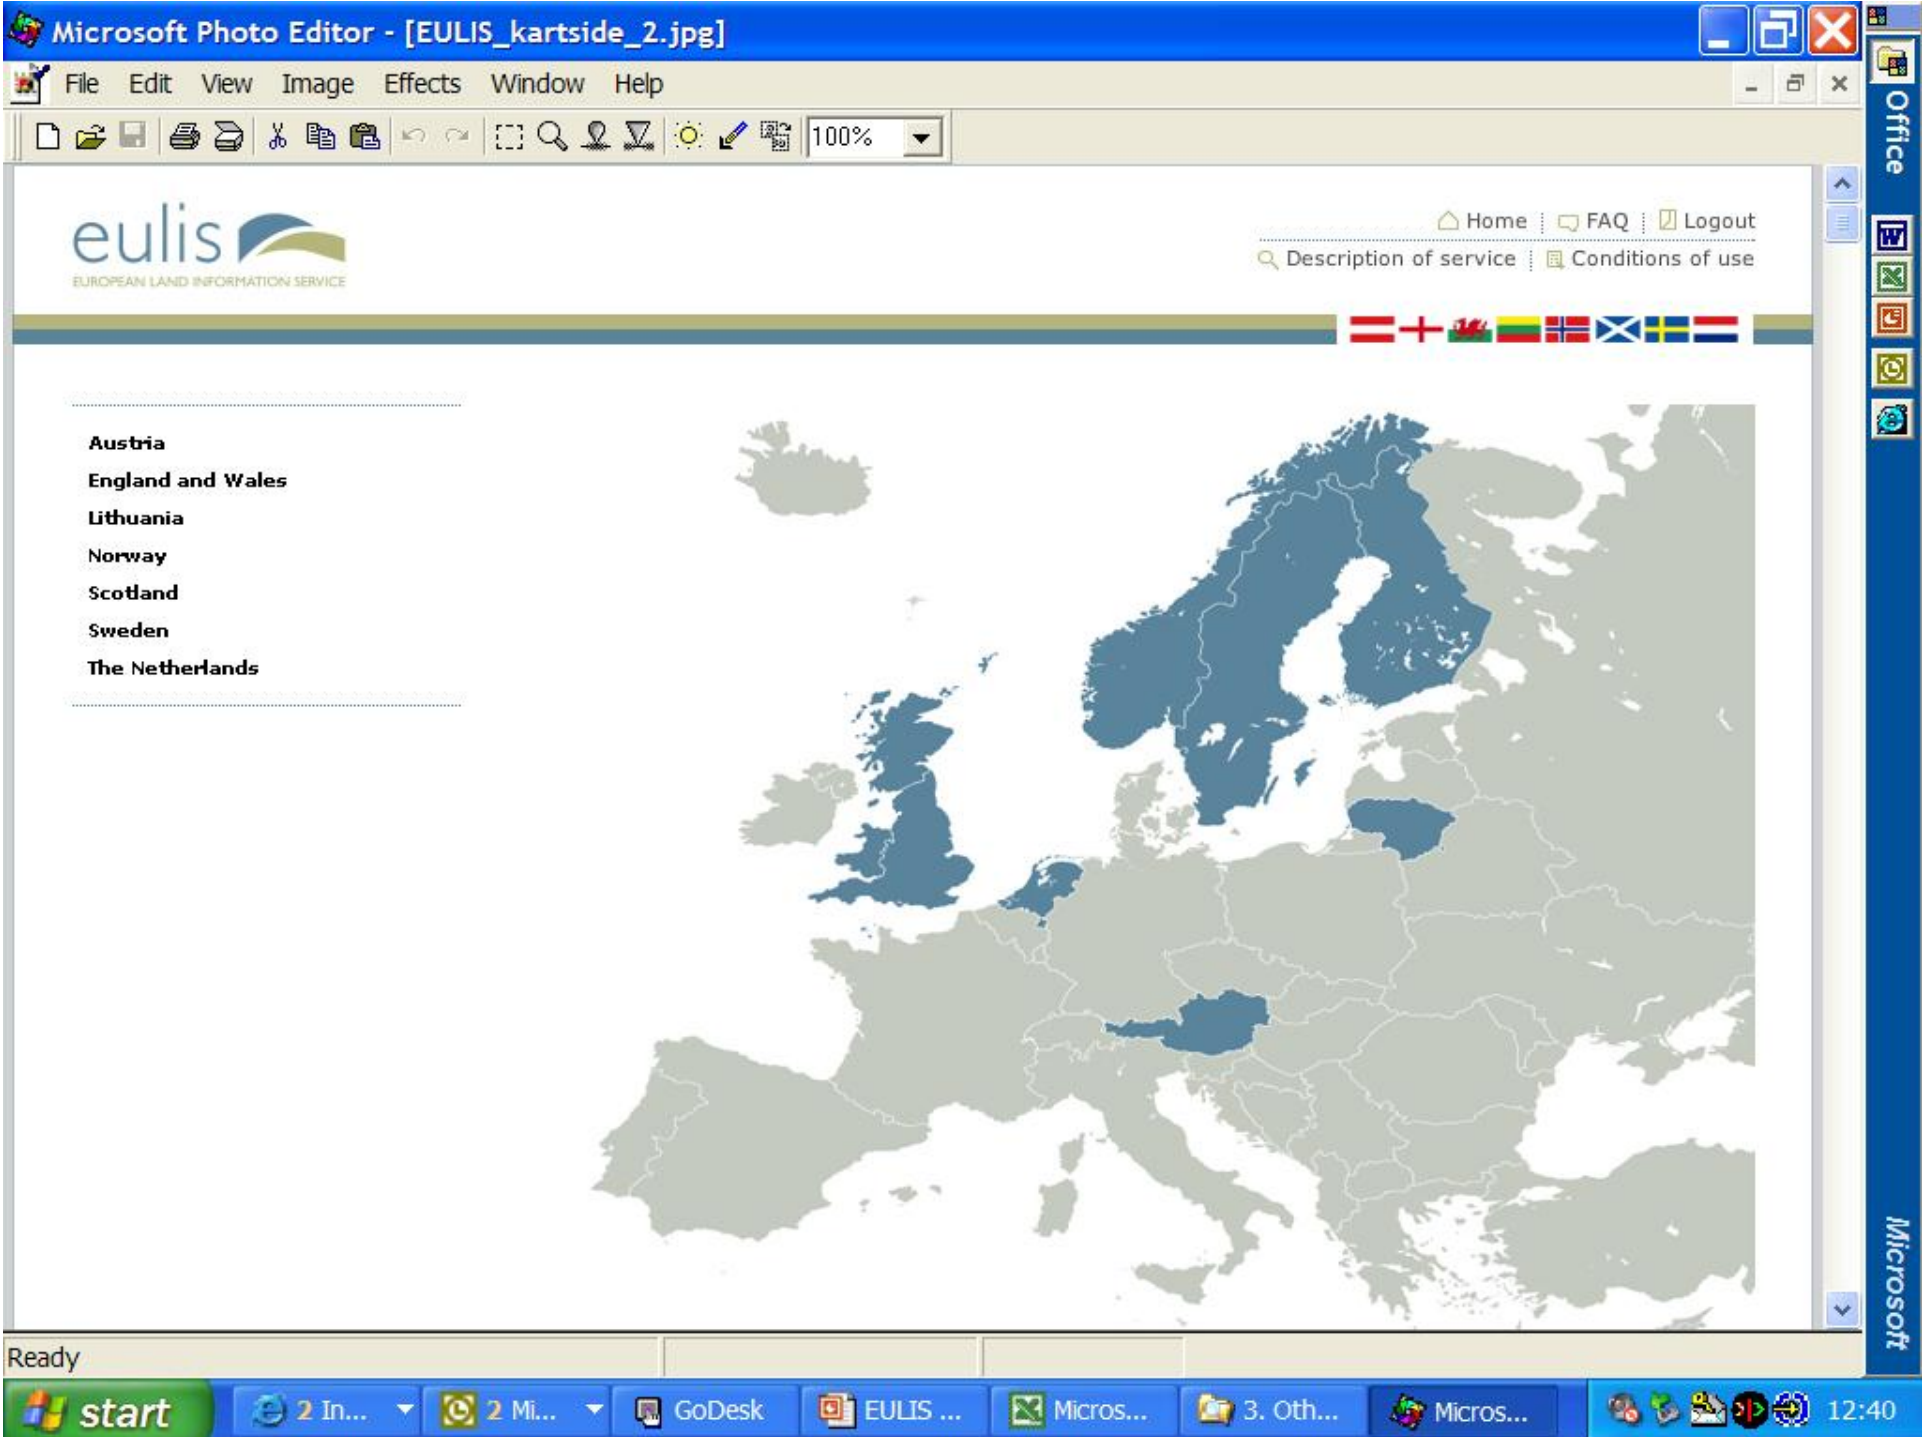 Microsoft Photo Editor - [EULIS_kartside_2.jpg]
File Edit View Image Effects Window Help
100%
Office
eulis
EUROPEAN LAND INFORMATION SERVICE
Home FAQ Logout
Description of service Conditions of use
Austria
England and Wales
Lithuania
Norway
Scotland
Sweden
The Netherlands
Microsoft
Ready
start 2 In... 2 Mi... GoDesk EULIS ... Micros... 3. Oth... Micros... 12:40